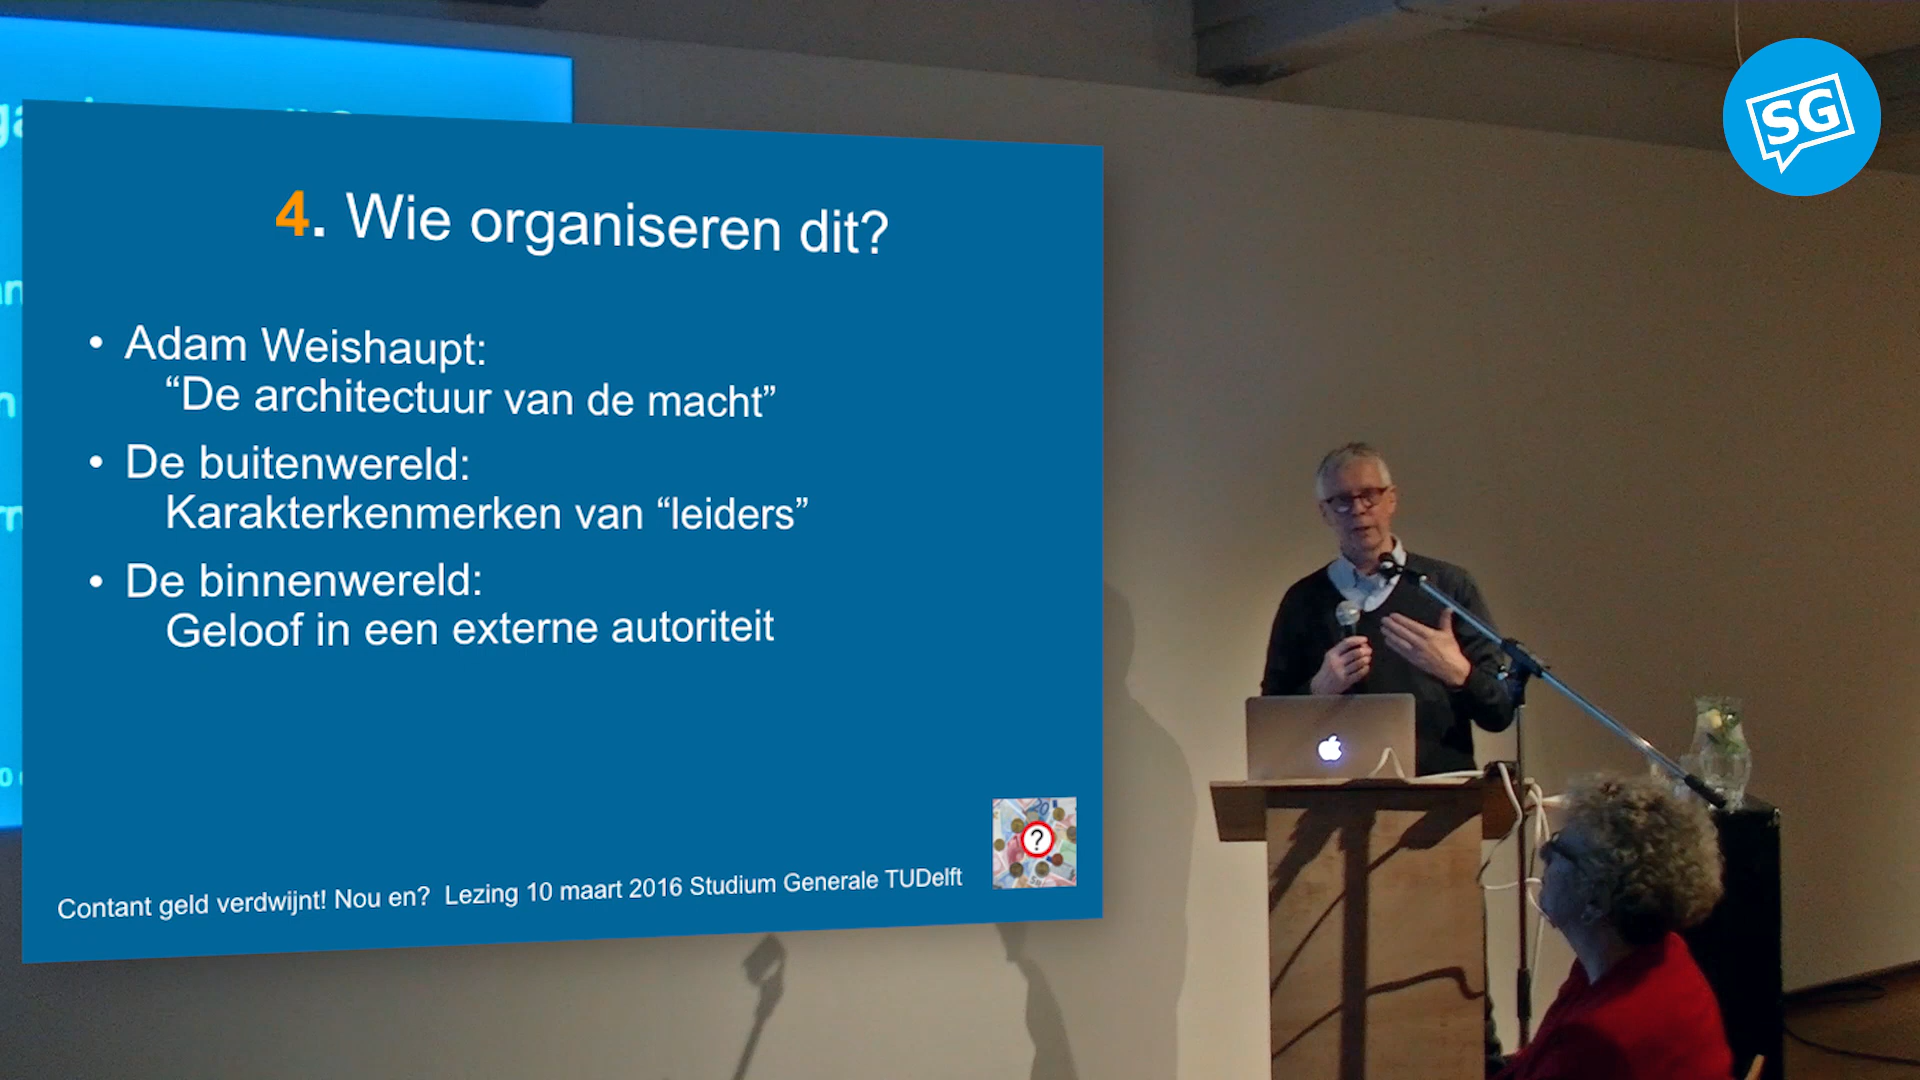 SG
4. Wie organiseren dit?
• Adam Weishaupt:
“De architectuur van de macht”
• De buitenwereld:
Karakterkenmerken van “leiders”
• De binnenwereld:
Geloof in een externe autoriteit
?
Contant geld verdwijnt! Nou en? Lezing 10 maart 2016 Studium Generale TUDelft